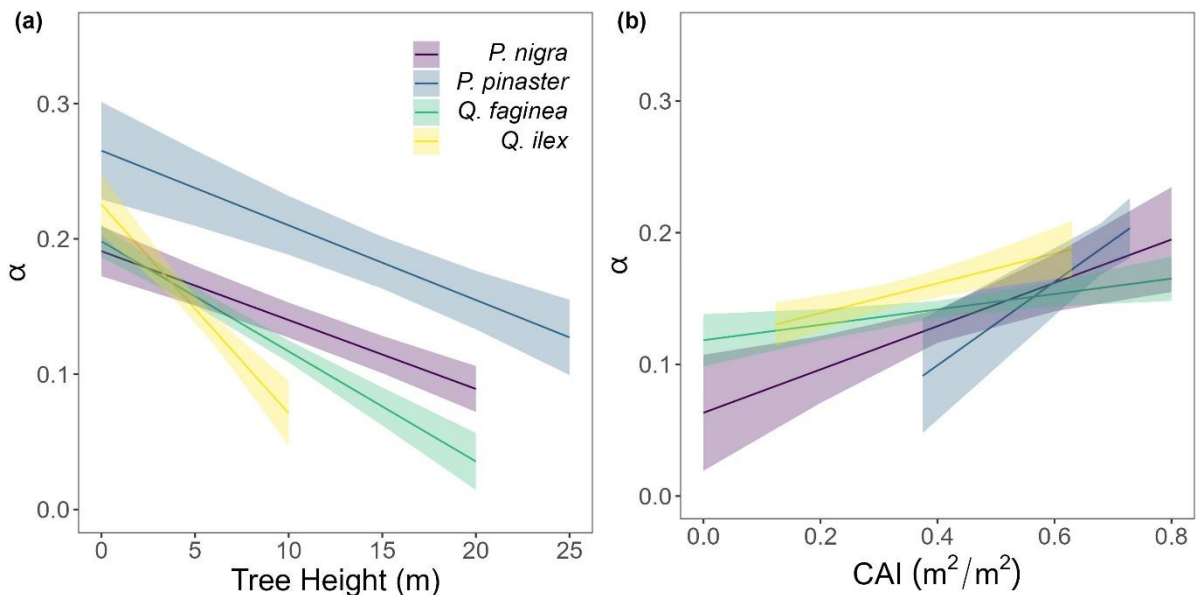 (a)
P. nigra
P. pinaster
Q. faginea
Q. ilex
0.3
0.2
0.1
0.0
α
0 5 10 15 20 25
Tree Height (m)
(b)
0.3
0.2
0.1
0.0
α
0.0 0.2 0.4 0.6 0.8
CAI (m²/m²)